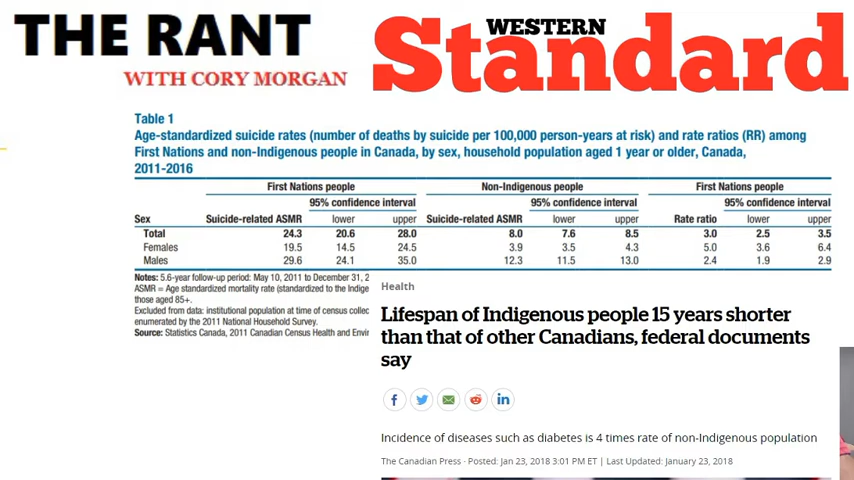 THE RANT
WITH CORY MORGAN
WESTERN
Standard
Table 1
Age-standardized suicide rates (number of deaths by suicide per 100,000 person-years at risk) and rate ratios (RR) among
First Nations and non-Indigenous people in Canada, by sex, household population aged 1 year or older, Canada,
2011-2016
First Nations people Non-Indigenous people First Nations people
95% confidence interval 95% confidence interval 95% confidence interval
Sex Suicide-related ASMR lower upper Suicide-related ASMR lower upper Rate ratio lower upper
Total 24.3 20.6 28.0 8.0 7.6 8.5 3.0 2.5 3.5
Females 19.5 14.5 24.5 3.9 3.5 4.3 5.0 3.6 6.4
Males 29.6 24.1 35.0 12.3 11.5 13.0 2.4 1.9 2.9
Notes: 5.6-year follow-up period: May 10, 2011 to December 31, 2
ASMR = Age standardized mortality rate (standardized to the Indige
those aged 85+.
Excluded from data: institutional population at time of census collec
enumerated by the 2011 National Household Survey.
Source: Statistics Canada, 2011 Canadian Census Health and Envir
Health
Lifespan of Indigenous people 15 years shorter
than that of other Canadians, federal documents
say
Incidence of diseases such as diabetes is 4 times rate of non-Indigenous population
The Canadian Press · Posted: Jan 23, 2018 3:01 PM ET | Last Updated: January 23, 2018